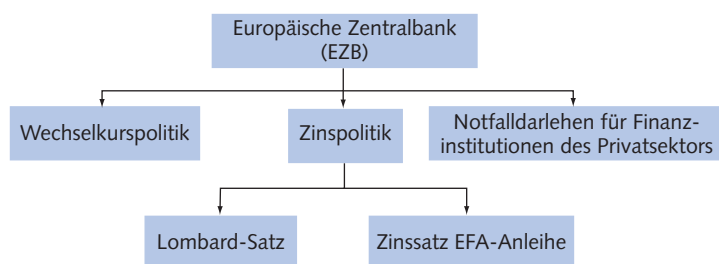 Europäische Zentralbank
(EZB)
Wechselkurspolitik
Zinspolitik
Notfalldarlehen für Finanz-
institutionen des Privatsektors
Lombard-Satz
Zinssatz EFA-Anleihe